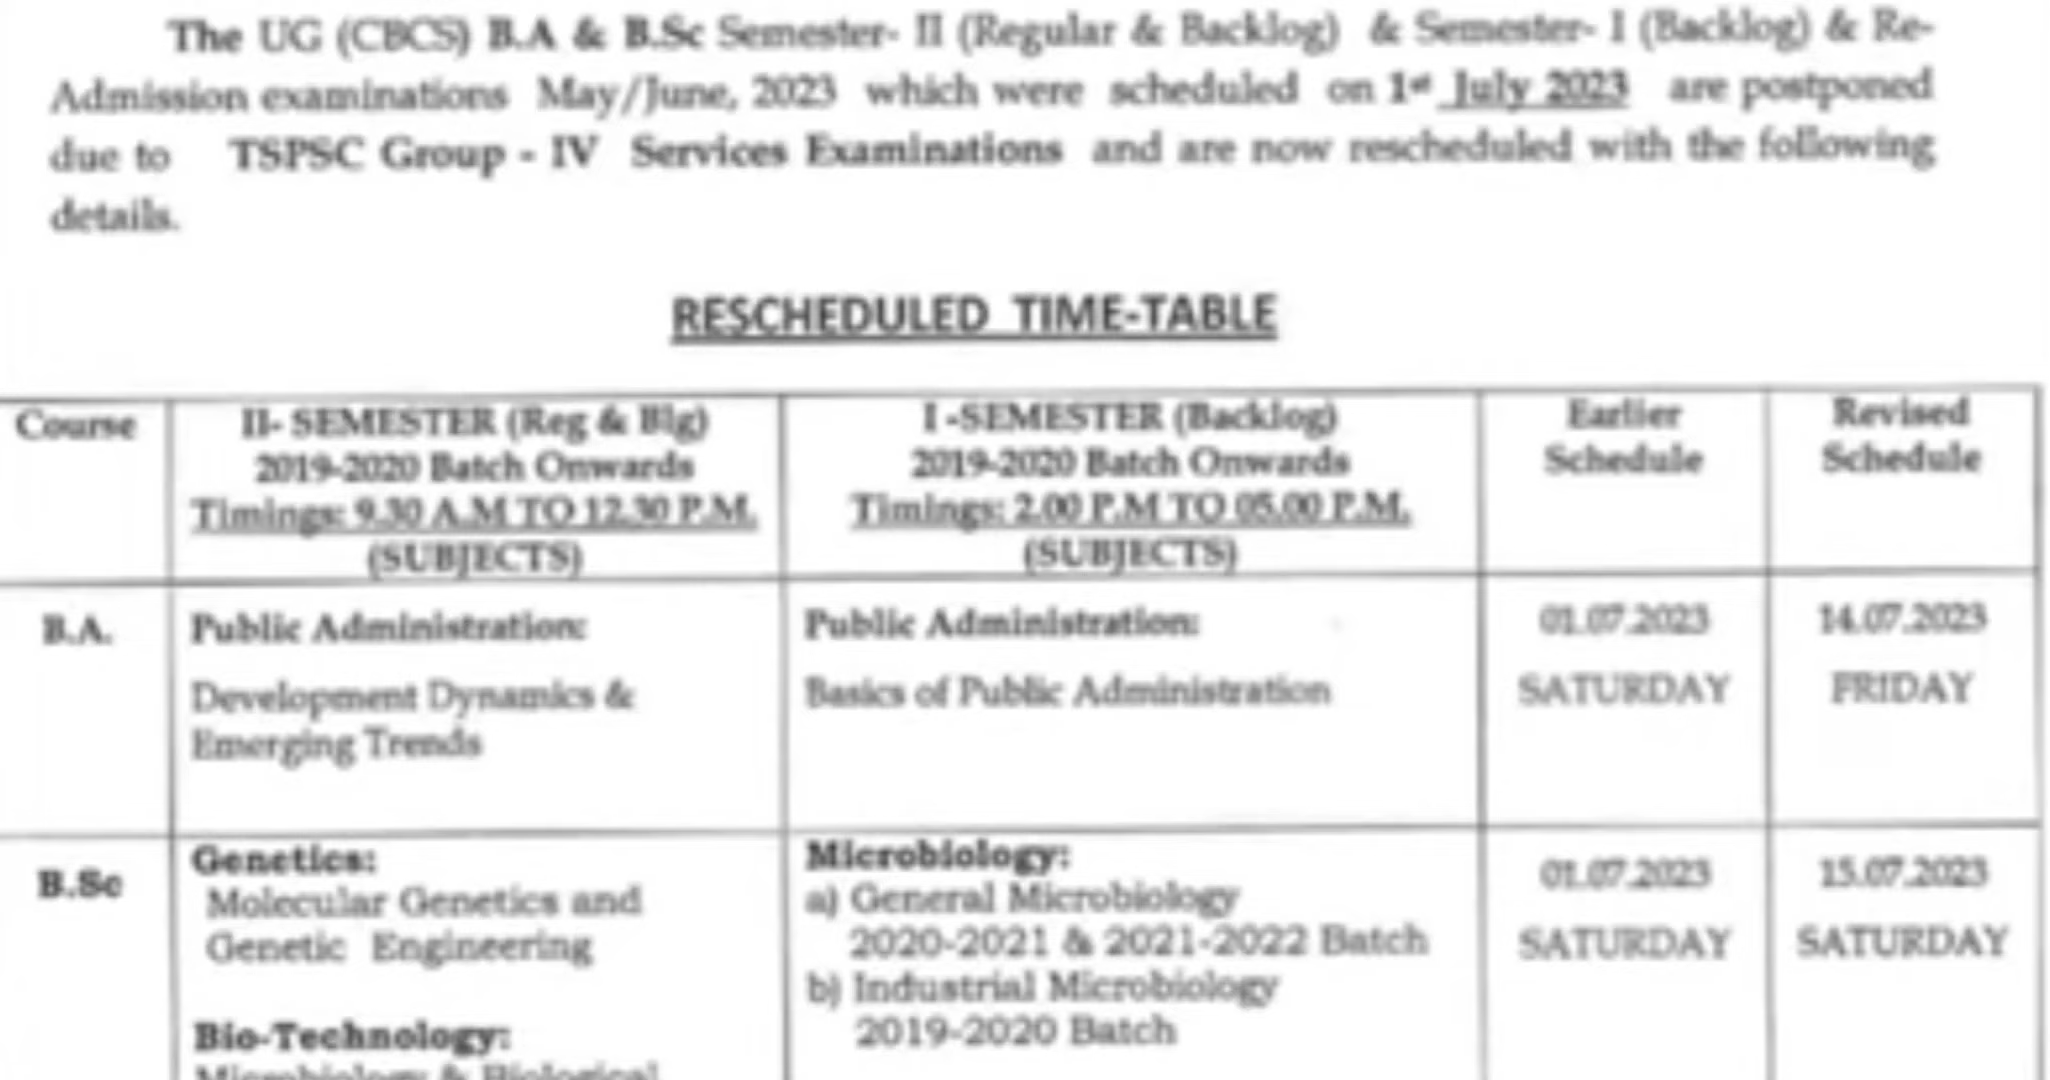 The UG (CBCS) B.A & B.Sc Semester- II (Regular & Backlog) & Semester- I (Backlog) & Re-
Admission examinations May/June, 2023 which were scheduled on 1st July 2023 are postponed
due to TSPSC Group - IV Services Examinations and are now rescheduled with the following
details.
RESCHEDULED TIME-TABLE
Course
II- SEMESTER (Reg & Blg)
2019-2020 Batch Onwards
Timings: 9.30 A.M TO 12.30 P.M.
(SUBJECTS)
I -SEMESTER (Backlog)
2019-2020 Batch Onwards
Timings: 2.00 P.M TO 05.00 P.M.
(SUBJECTS)
Earlier
Schedule
Revised
Schedule
B.A.
Public Administration:
Development Dynamics &
Emerging Trends
Public Administration:
Basics of Public Administration
01.07.2023
SATURDAY
14.07.2023
FRIDAY
B.Sc
Genetics:
Molecular Genetics and
Genetic Engineering
Bio-Technology:
Microbiology & Biological
Microbiology:
a) General Microbiology
2020-2021 & 2021-2022 Batch
b) Industrial Microbiology
2019-2020 Batch
01.07.2023
SATURDAY
15.07.2023
SATURDAY